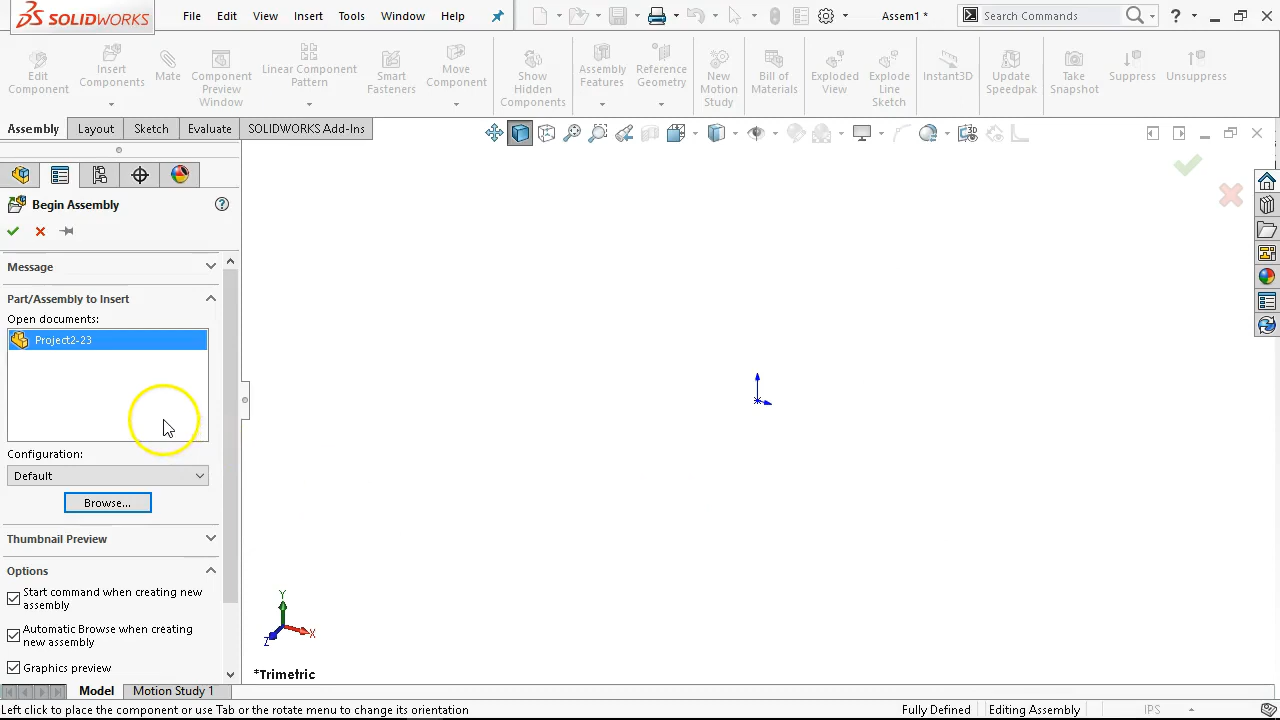 SOLIDWORKS File Edit View Insert Tools Window Help Assem1 * Search Commands ?
Edit Component
Insert Components
Mate
Component Preview Window
Linear Component Pattern
Smart Fasteners
Move Component
Show Hidden Components
Assembly Features
Reference Geometry
New Motion Study
Bill of Materials
Exploded View
Explode Line Sketch
Instant3D
Update Speedpak
Take Snapshot
Suppress
Unsuppress
Assembly Layout Sketch Evaluate SOLIDWORKS Add-Ins
Begin Assembly ?
Message
Part/Assembly to Insert
Open documents:
Project2-23
Configuration:
Default
Browse...
Thumbnail Preview
Options
Start command when creating new
assembly
Automatic Browse when creating
new assembly
Graphics preview
Y
X
Z
*Trimetric
Model Motion Study 1
Left click to place the component or use Tab or the rotate menu to change its orientation Fully Defined Editing Assembly IPS